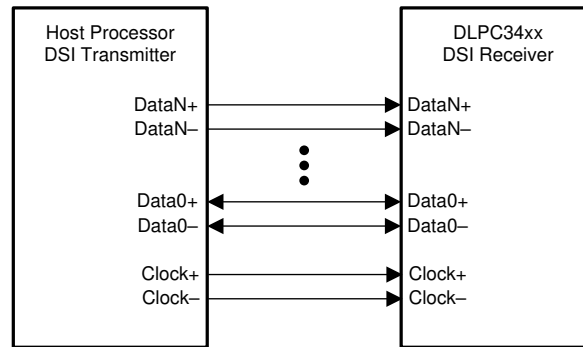 Host Processor
DSI Transmitter
DataN+
DataN–
Data0+
Data0–
Clock+
Clock–
DLPC34xx
DSI Receiver
DataN+
DataN–
Data0+
Data0–
Clock+
Clock–